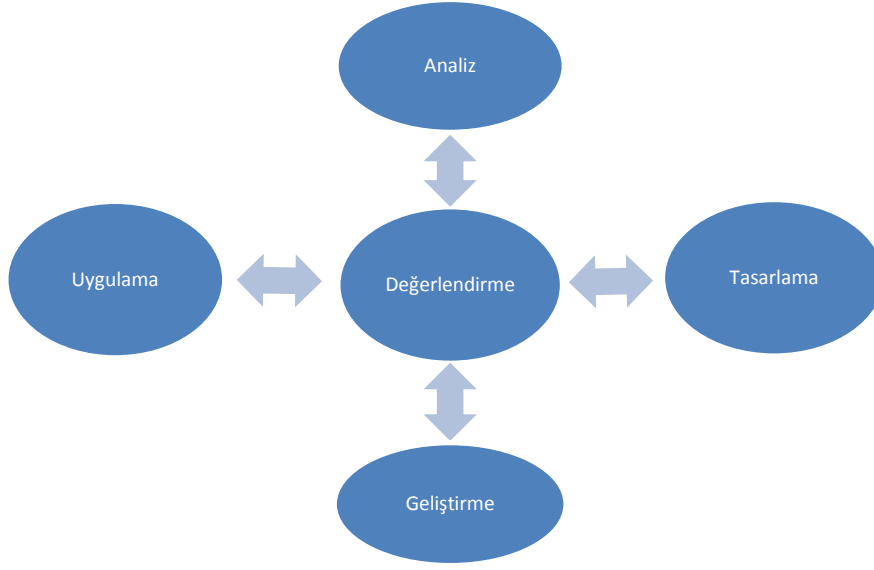 Analiz
Uygulama
Değerlendirme
Tasarlama
Geliştirme